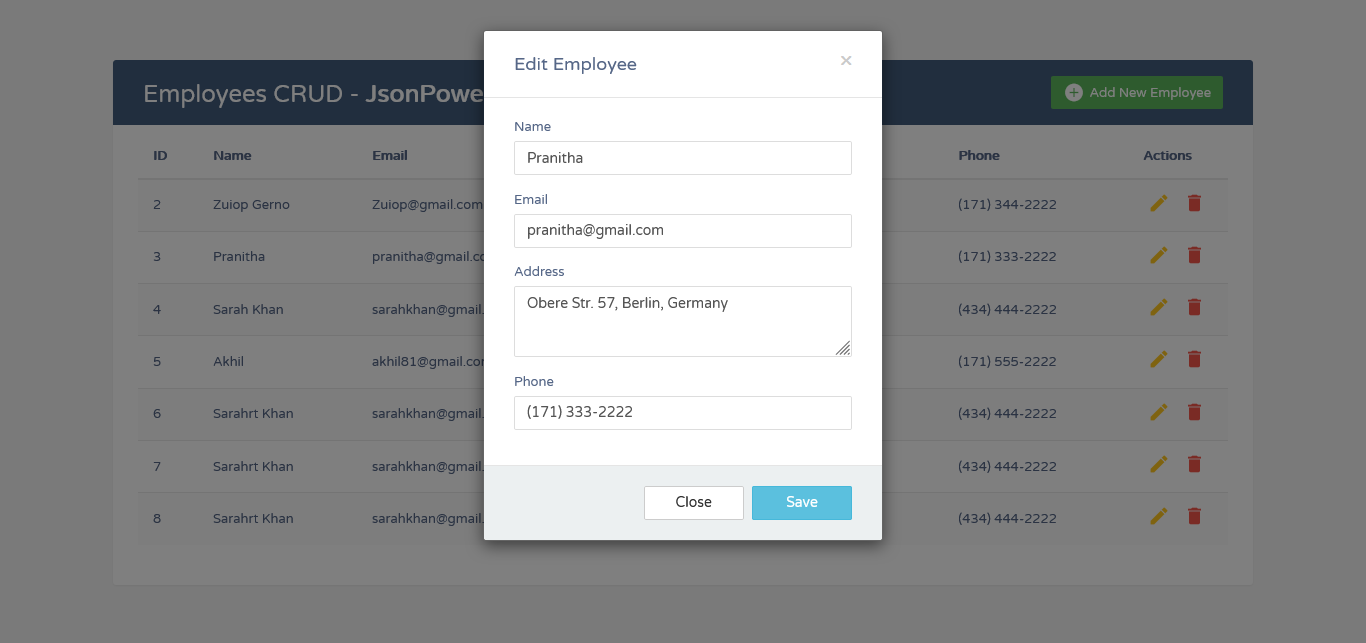 Edit Employee
×
Employees CRUD - JsonPowe
Add New Employee
ID Name Email Phone Actions
2 Zuiop Gerno Zuiop@gmail.com (171) 344-2222
3 Pranitha pranitha@gmail.co (171) 333-2222
4 Sarah Khan sarahkhan@gmail. (434) 444-2222
5 Akhil akhil81@gmail.com (171) 555-2222
6 Sarahrt Khan sarahkhan@gmail. (434) 444-2222
7 Sarahrt Khan sarahkhan@gmail. (434) 444-2222
8 Sarahrt Khan sarahkhan@gmail. (434) 444-2222
Name
Pranitha
Email
pranitha@gmail.com
Address
Obere Str. 57, Berlin, Germany
Phone
(171) 333-2222
Close Save